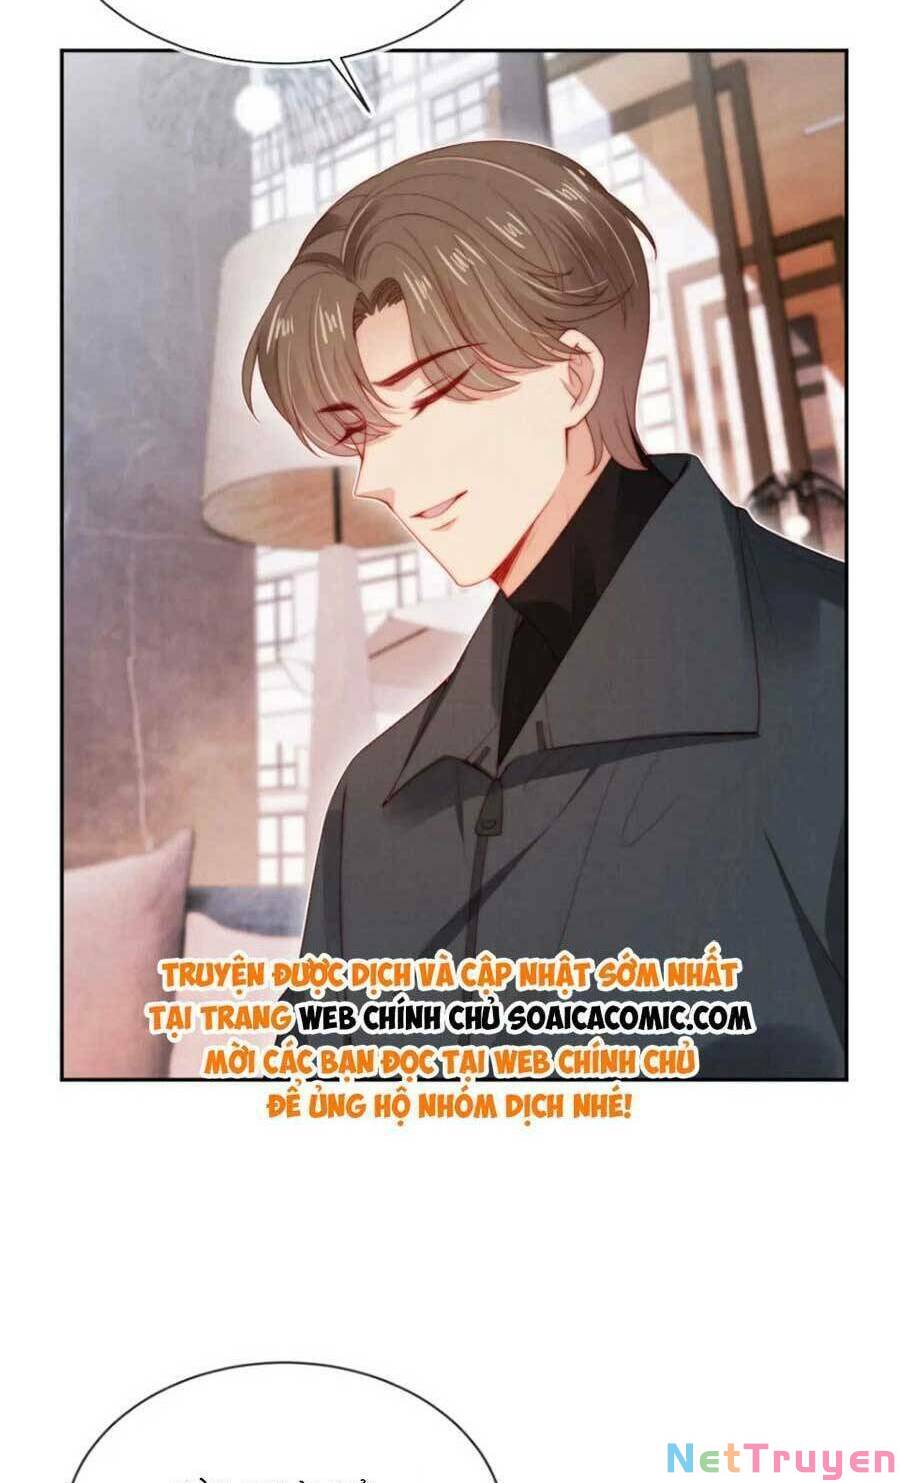 TRUYỆN ĐƯỢC DỊCH VÀ CẬP NHẬT SỚM NHẤT
TẠI TRANG WEB CHÍNH CHỦ SOAICACOMIC.COM
MỜI CÁC BẠN ĐỌC TẠI WEB CHÍNH CHỦ
ĐỂ ỦNG HỘ NHÓM DỊCH NHÉ!
NetTruyen